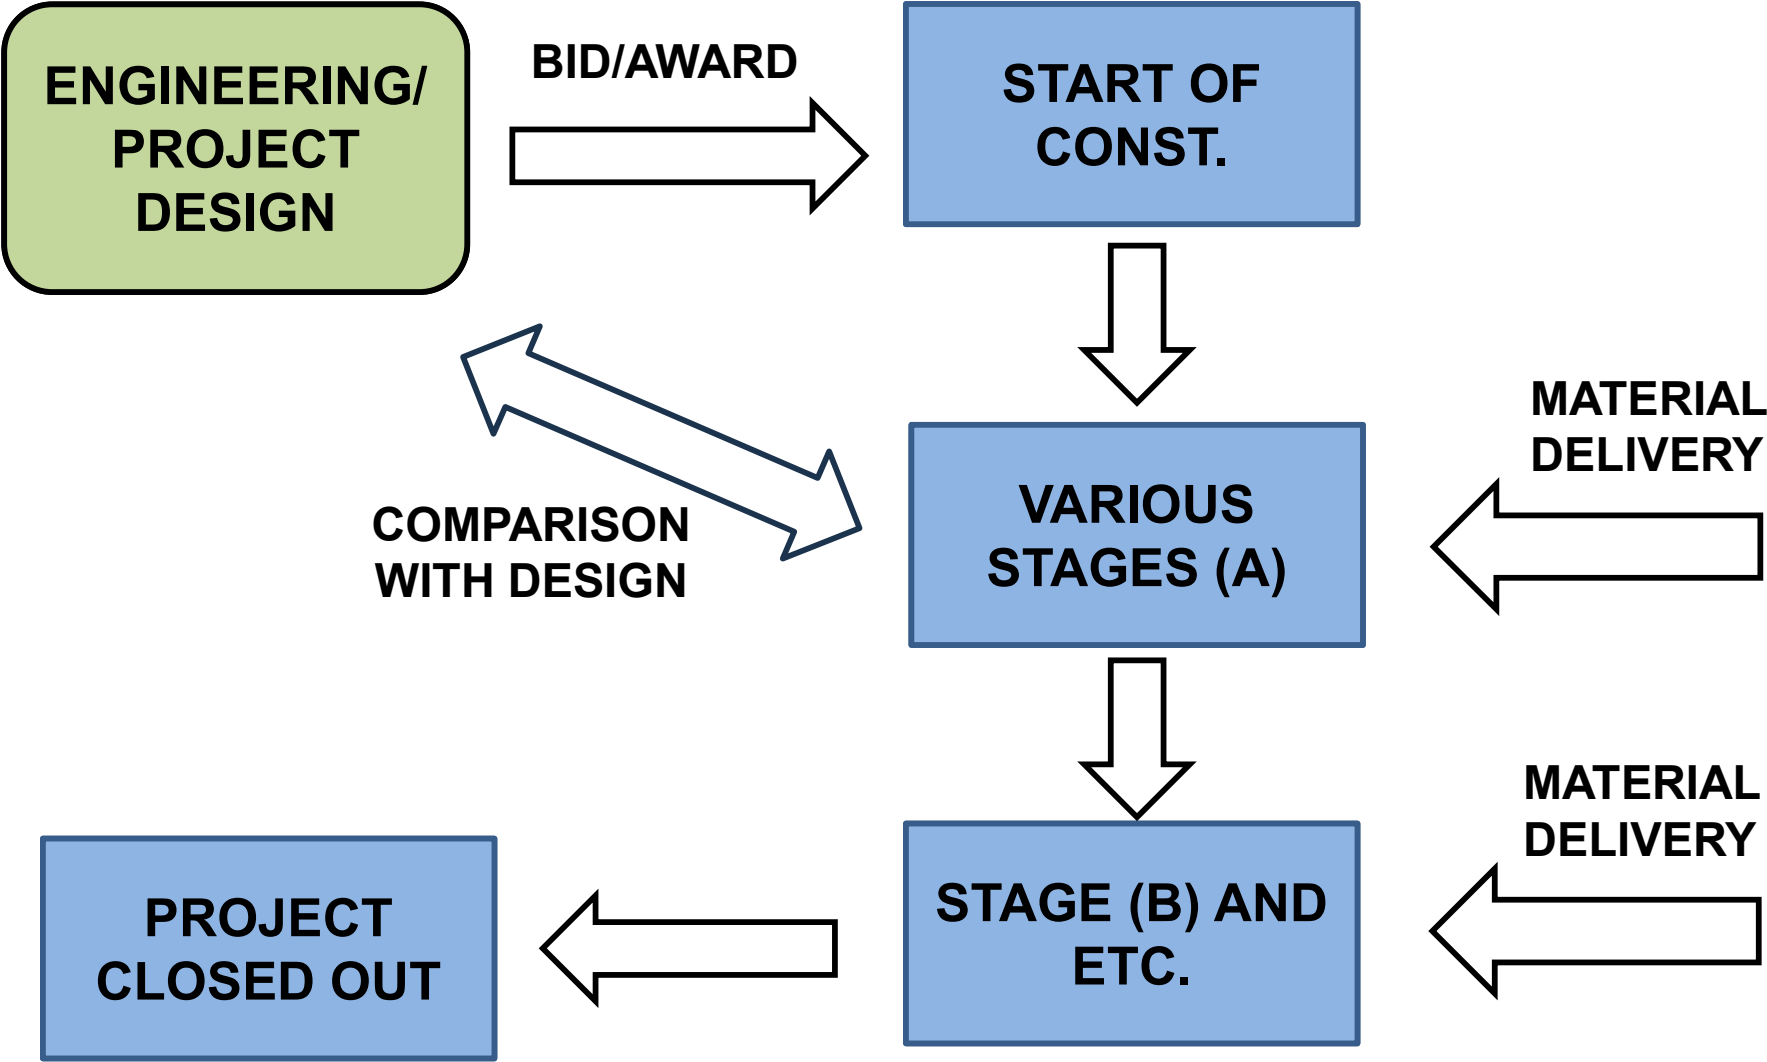 ENGINEERING/
PROJECT
DESIGN
BID/AWARD
START OF
CONST.
COMPARISON
WITH DESIGN
VARIOUS
STAGES (A)
MATERIAL
DELIVERY
MATERIAL
DELIVERY
STAGE (B) AND
ETC.
PROJECT
CLOSED OUT